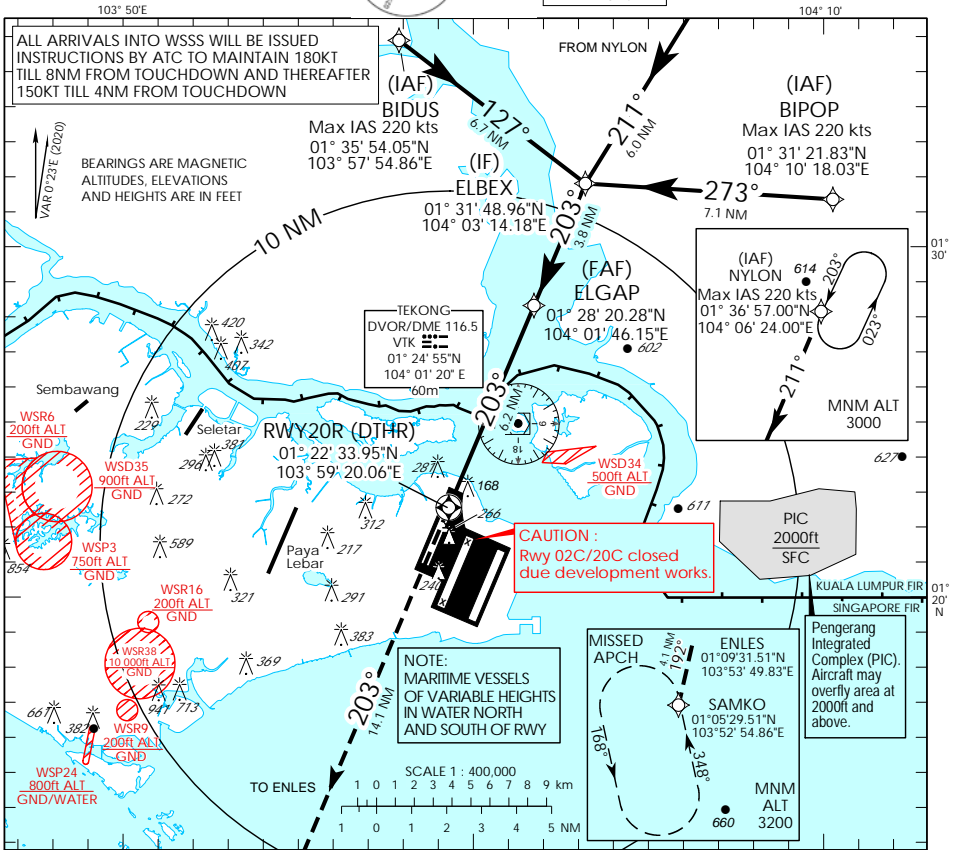 103° 50'E
104° 10'E
ALL ARRIVALS INTO WSSS WILL BE ISSUED
INSTRUCTIONS BY ATC TO MAINTAIN 180KT
TILL 8NM FROM TOUCHDOWN AND THEREAFTER
150KT TILL 4NM FROM TOUCHDOWN
VAR 0°23'E (2020)
BEARINGS ARE MAGNETIC
ALTITUDES, ELEVATIONS
AND HEIGHTS ARE IN FEET
(IAF)
BIDUS
Max IAS 220 kts
01° 35' 54.05"N
103° 57' 54.86"E
127°
6.7 NM
FROM NYLON
211°
6.0 NM
(IAF)
BIPOP
Max IAS 220 kts
01° 31' 21.83"N
104° 10' 18.03"E
273°
7.1 NM
(IF)
ELBEX
01° 31' 48.96"N
104° 03' 14.18"E
203°
3.8 NM
10 NM
01°
30'
(FAF)
ELGAP
01° 28' 20.28"N
104° 01' 46.15"E
602
(IAF)
NYLON
Max IAS 220 kts
01° 36' 57.00"N
104° 06' 24.00"E
614
203°
023°
211°
MNM ALT
3000
TEKONG
DVOR/DME 116.5
VTK
01° 24' 55"N
104° 01' 20" E
60m
203°
6.2 NM
9
18
420
342
407
Sembawang
229
Seletar
381
296
RWY20R (DTHR)
01° 22' 33.95"N
103° 59' 20.06"E
WSR6
200ft ALT
GND
WSD35
900ft ALT
GND
WSP3
750ft ALT
GND
854
272
589
281
168
266
312
217
Paya
Lebar
321
291
240
x
x
WSD34
500ft ALT
GND
627
611
CAUTION :
Rwy 02C/20C closed
due development works.
PIC
2000ft
SFC
KUALA LUMPUR FIR
SINGAPORE FIR
01°
20'
N
Pengerang
Integrated
Complex (PIC).
Aircraft may
overfly area at
2000ft and
above.
WSR16
200ft ALT
GND
WSR38
10 000ft ALT
GND
383
369
941
713
661
382
WSR9
200ft ALT
GND
WSP24
800ft ALT
GND/WATER
203°
14.1 NM
TO ENLES
NOTE:
MARITIME VESSELS
OF VARIABLE HEIGHTS
IN WATER NORTH
AND SOUTH OF RWY
SCALE 1 : 400,000
1 0 1 2 3 4 5 6 7 8 9 km
1 0 1 2 3 4 5 NM
MISSED
APCH
4.1 NM
192°
ENLES
01°09'31.51"N
103°53' 49.83"E
SAMKO
01°05'29.51"N
103°52' 54.86"E
168°
348°
660
MNM
ALT
3200